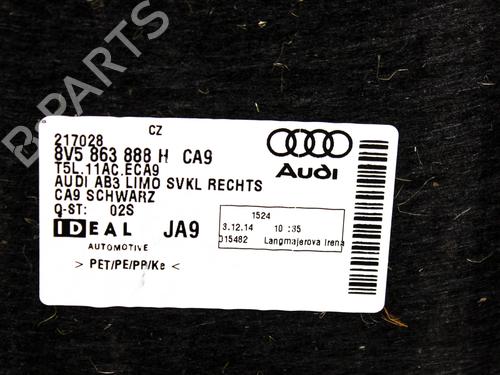 B PARTS
217028 CZ
8V5 863 888 H CA9
T5L.11AC.ECA9
AUDI AB3 LIMO SVKL RECHTS
CA9 SCHWARZ
Q-ST: 02S
IDEAL JA9
AUTOMOTIVE
> PET/PE/PP/Ke <
Audi
1524
3.12.14 10:35
015482 Langmajerova Irena